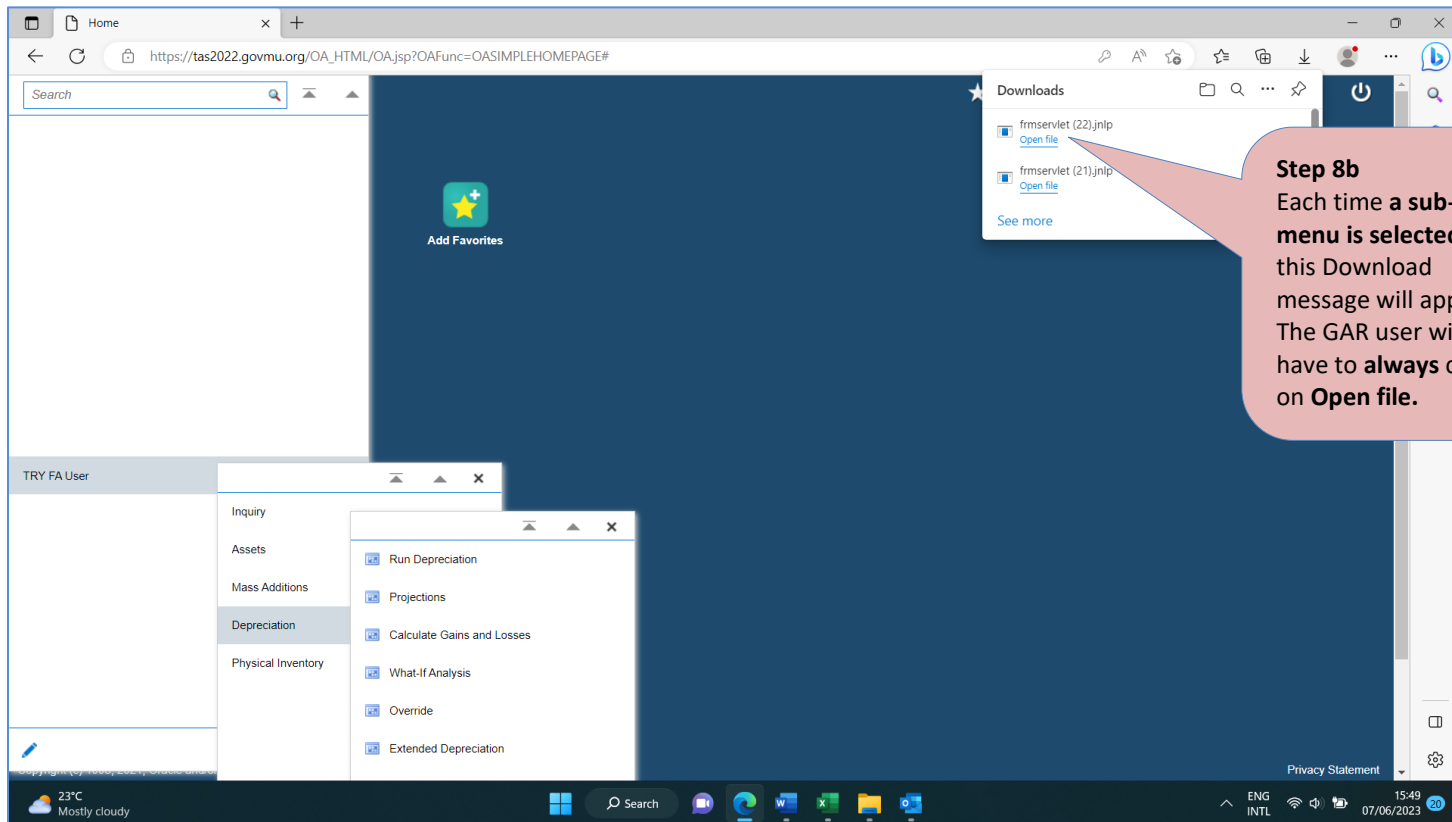 Home
https://tas2022.govmu.org/OA_HTML/OA.jsp?OAFunc=OASIMPLEHOMEPAGE#
Search
Downloads
frmservlet (22).jnlp
Open file
frmservlet (21).jnlp
Open file
See more
Step 8b
Each time a sub-
menu is selected
this Download
message will app
The GAR user wi
have to always c
on Open file.
Add Favorites
TRY FA User
Inquiry
Assets
Mass Additions
Depreciation
Physical Inventory
Run Depreciation
Projections
Calculate Gains and Losses
What-If Analysis
Override
Extended Depreciation
Privacy Statement
23°C
Mostly cloudy
Search
ENG
INTL
15:49
07/06/2023
20